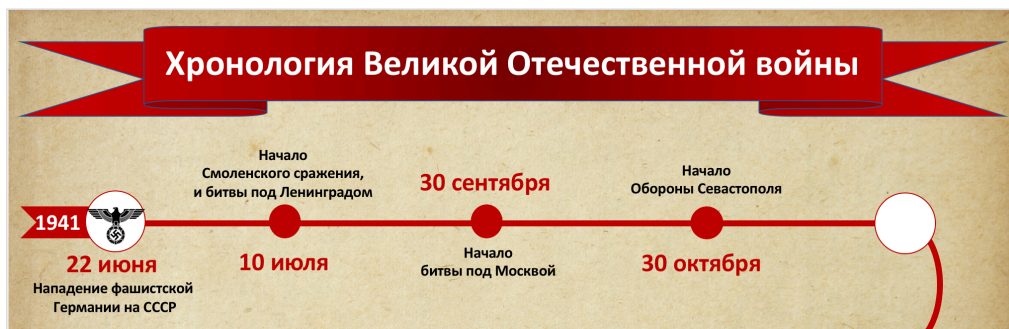 Хронология Великой Отечественной войны
1941
22 июня
Нападение фашистской
Германии на СССР
Начало
Смоленского сражения,
и битвы под Ленинградом
10 июля
30 сентября
Начало
битвы под Москвой
Начало
Обороны Севастополя
30 октября